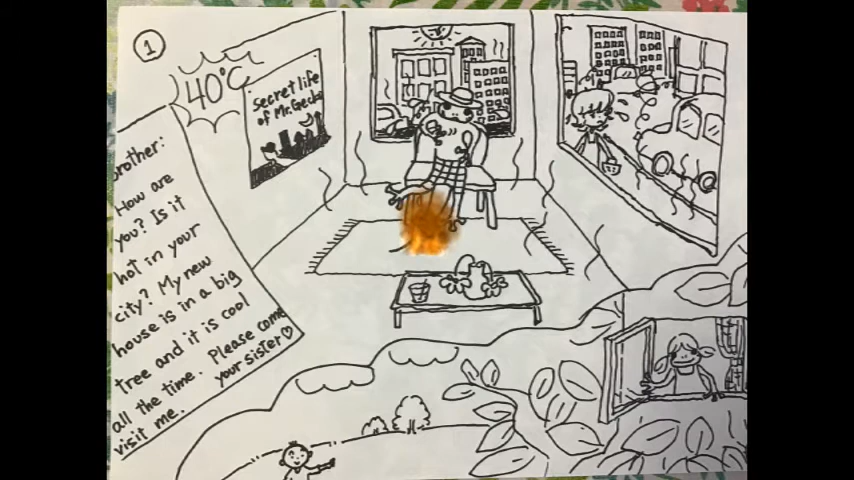 1
40°C
secret life
of Mr. Gecko
Brother:
How are
you? Is it
hot in your
city? My new
house is in a big
tree and it is cool
all the time. Please come
visit me. your sister♡